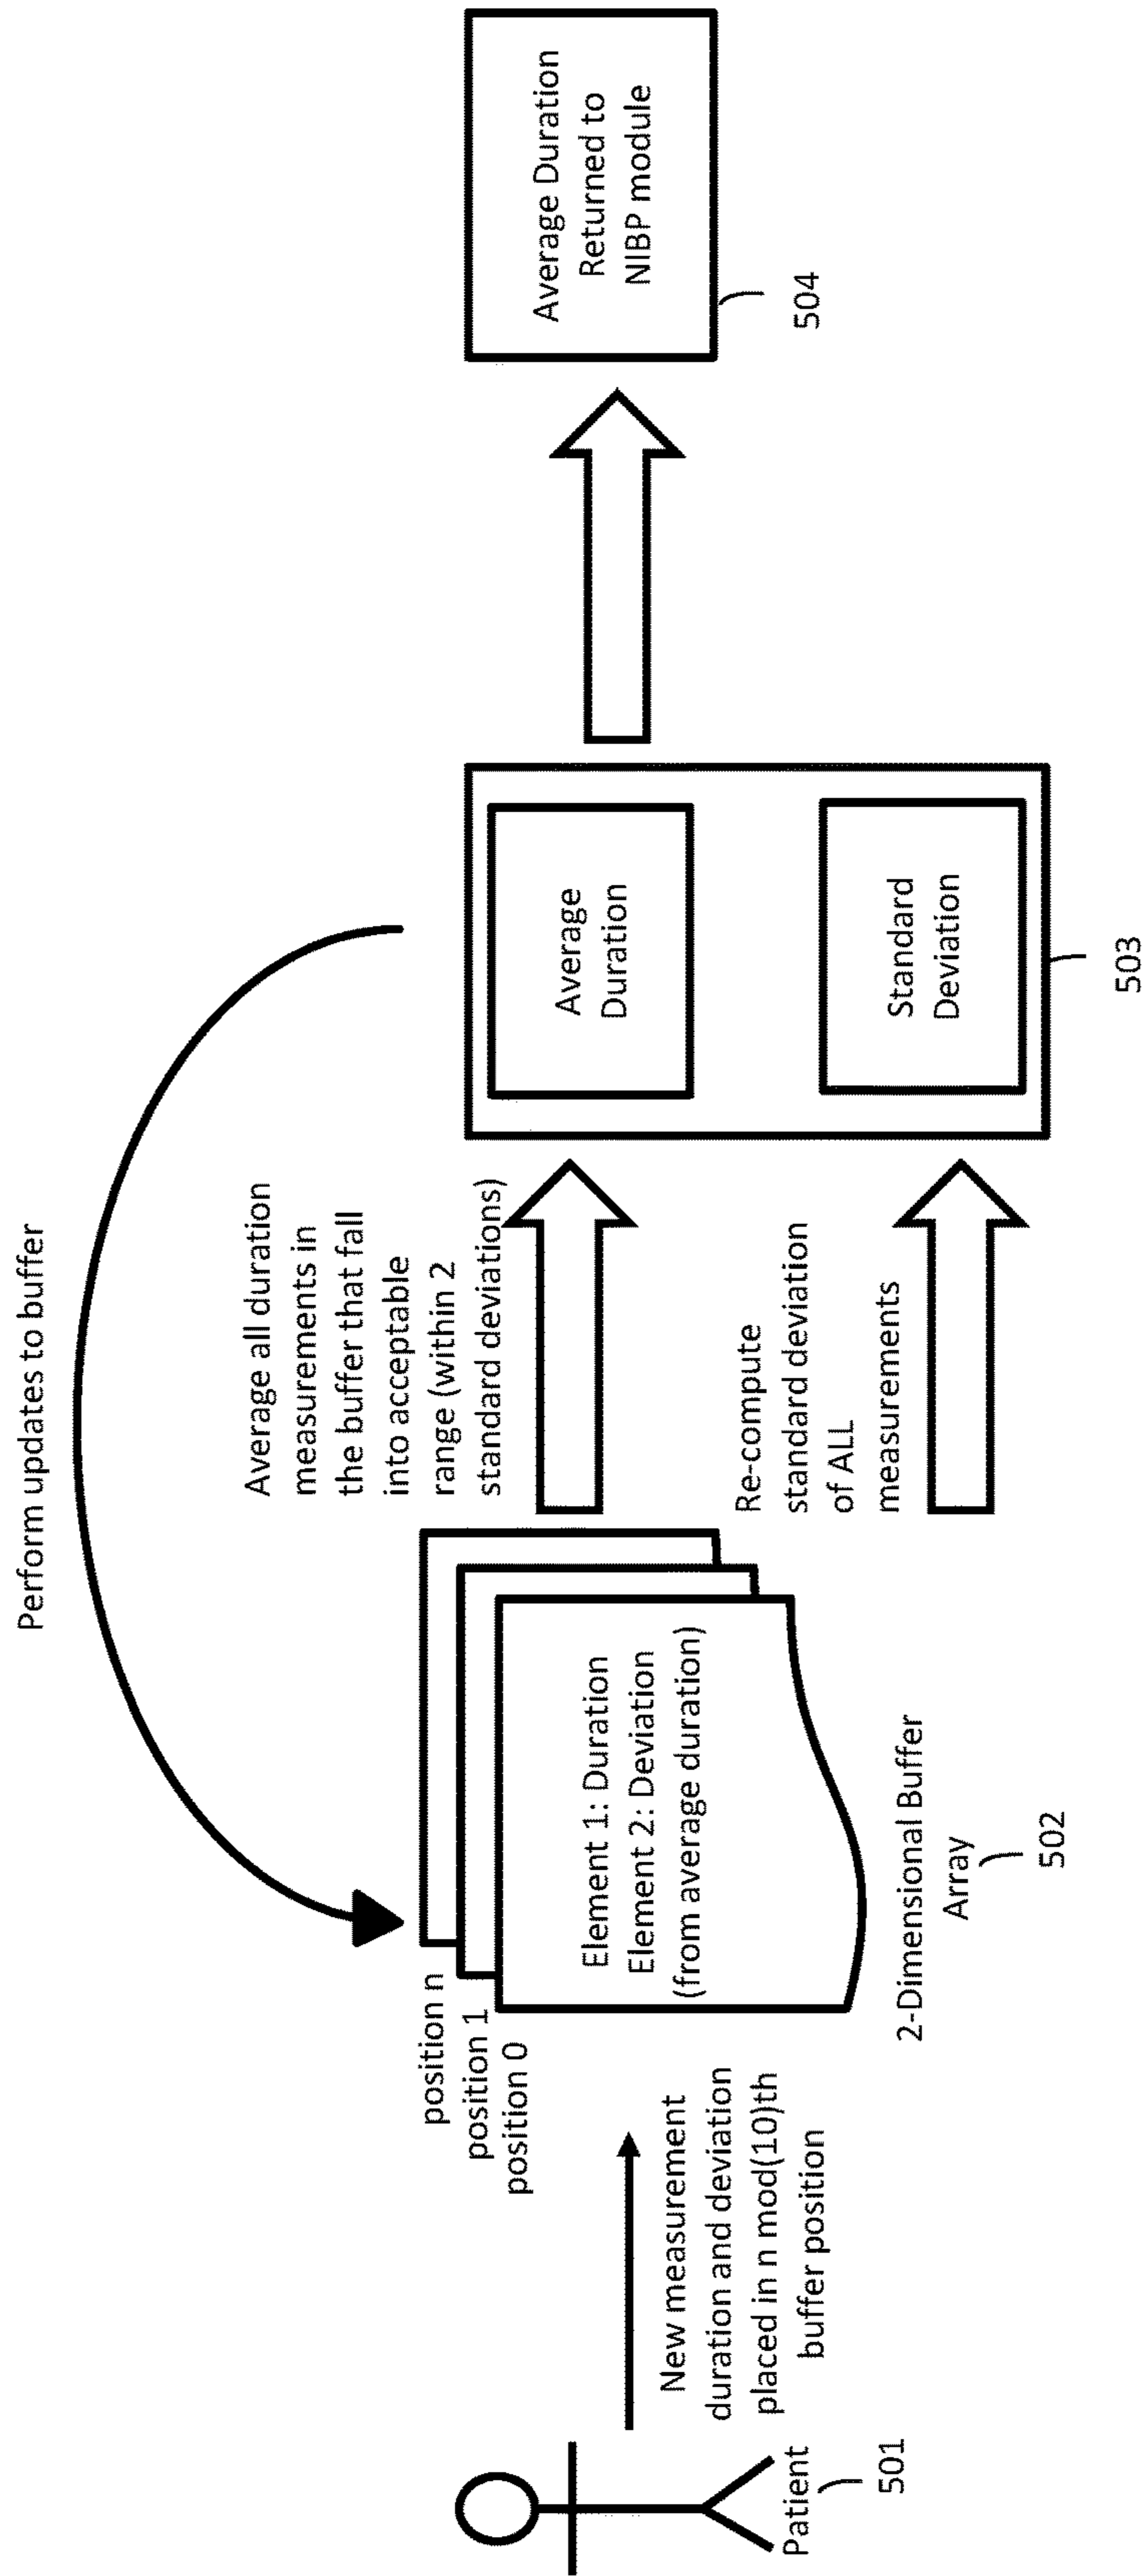 Perform updates to buffer
Average all duration
measurements in
the buffer that fall
into acceptable
range (within 2
standard deviations)
position n
position 1
position 0
Element 1: Duration
Element 2: Deviation
(from average duration)
2-Dimensional Buffer
Array
502
New measurement
duration and deviation
placed in n mod(10)th
buffer position
Patient
501
Re-compute
standard deviation
of ALL
measurements
Average
Duration
Standard
Deviation
503
Average Duration
Returned to
NIBP module
504